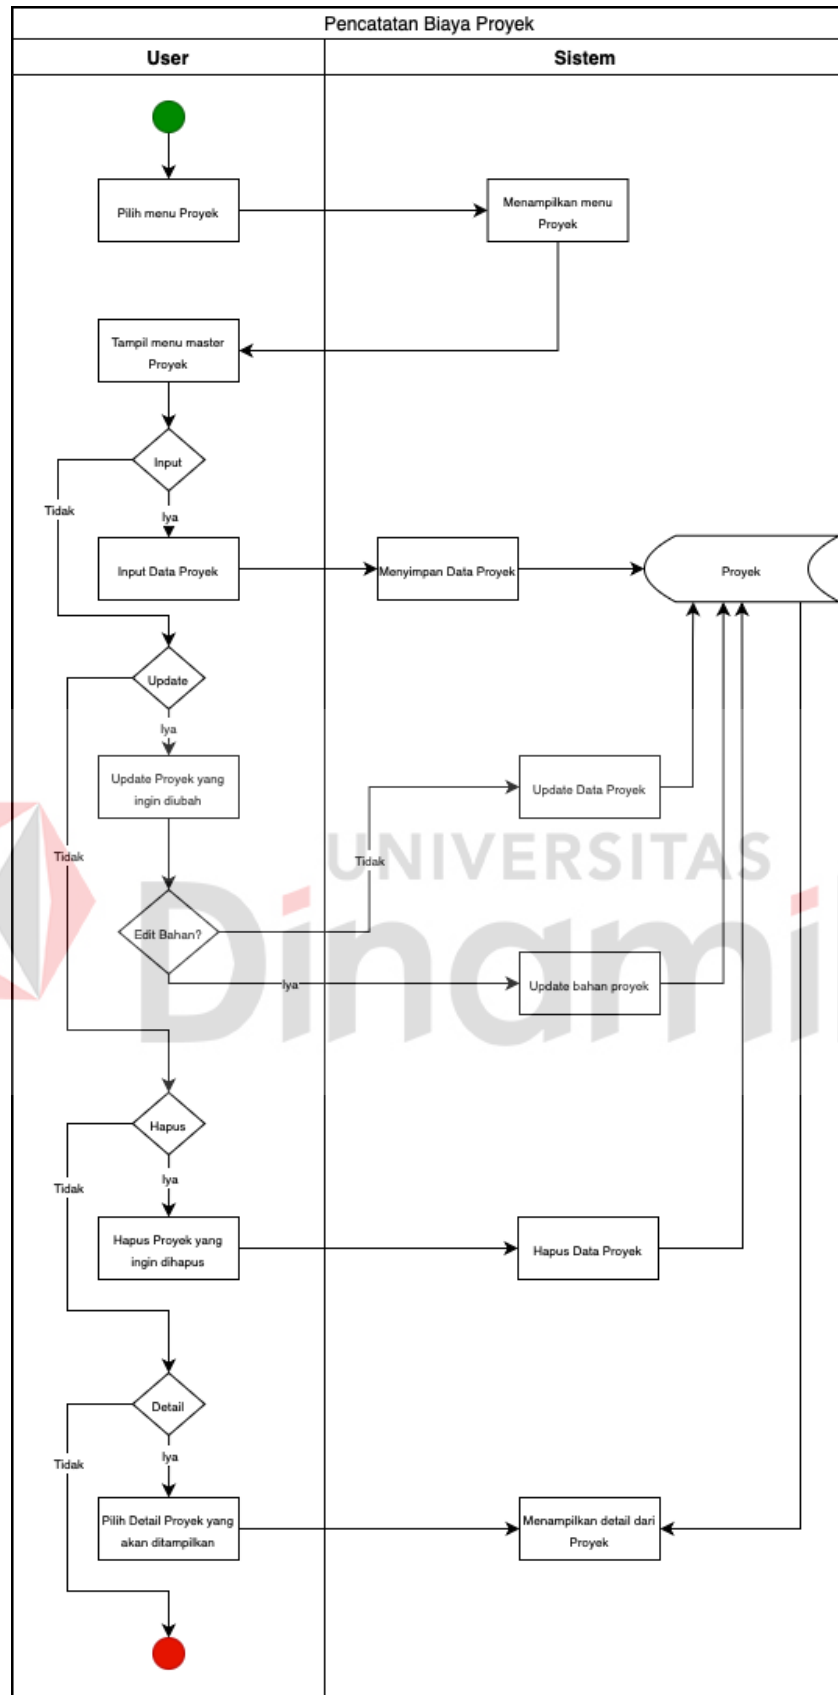 Pencatatan Biaya Proyek
User
Sistem
Pilih menu Proyek
Menampilkan menu
Proyek
Tampil menu master
Proyek
Input
Tidak
Iya
Input Data Proyek
Menyimpan Data Proyek
Proyek
Update
Iya
Update Proyek yang
ingin diubah
Update Data Proyek
Tidak
Tidak
UNIVERSITAS
Dinami
Edit Bahan?
Iya
Update bahan proyek
Hapus
Iya
Tidak
Hapus Proyek yang
ingin dihapus
Hapus Data Proyek
Detail
Iya
Tidak
Pilih Detail Proyek yang
akan ditampilkan
Menampilkan detail dari
Proyek